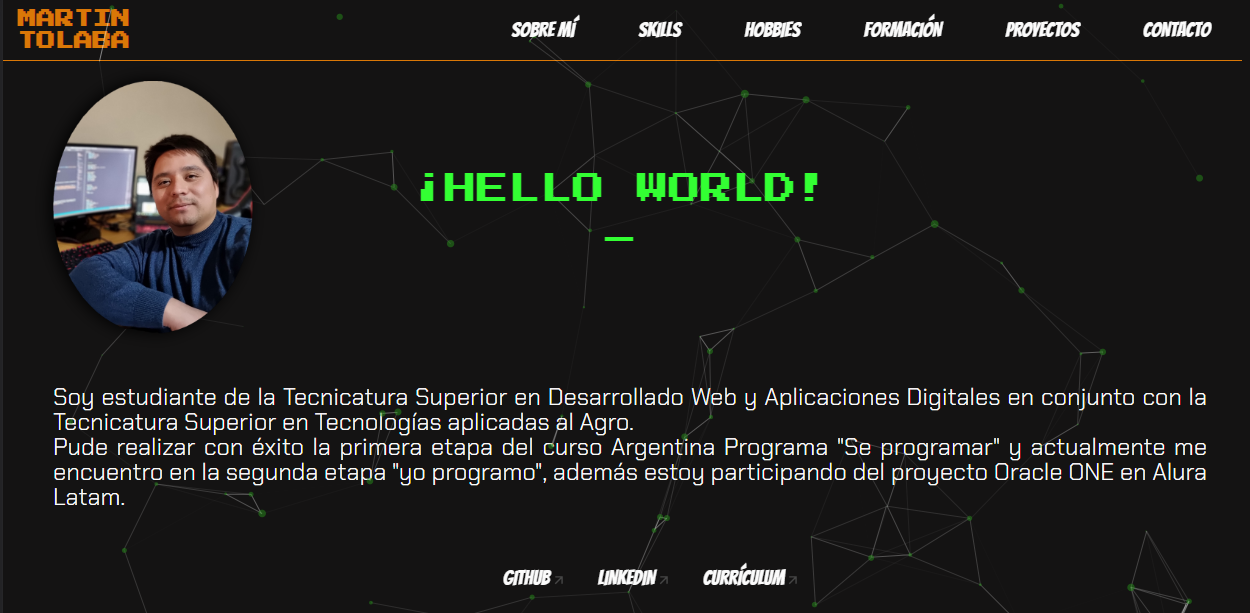 MARTIN
TOLABA
SOBRE MÍ SKILLS HOBBIES FORMACIÓN PROYECTOS CONTACTO
¡HELLO WORLD!
_
Soy estudiante de la Tecnicatura Superior en Desarrollado Web y Aplicaciones Digitales en conjunto con la
Tecnicatura Superior en Tecnologías aplicadas al Agro.
Pude realizar con éxito la primera etapa del curso Argentina Programa "Se programar" y actualmente me
encuentro en la segunda etapa "yo programo", además estoy participando del proyecto Oracle ONE en Alura
Latam.
GITHUB LINKEDIN CURRÍCULUM